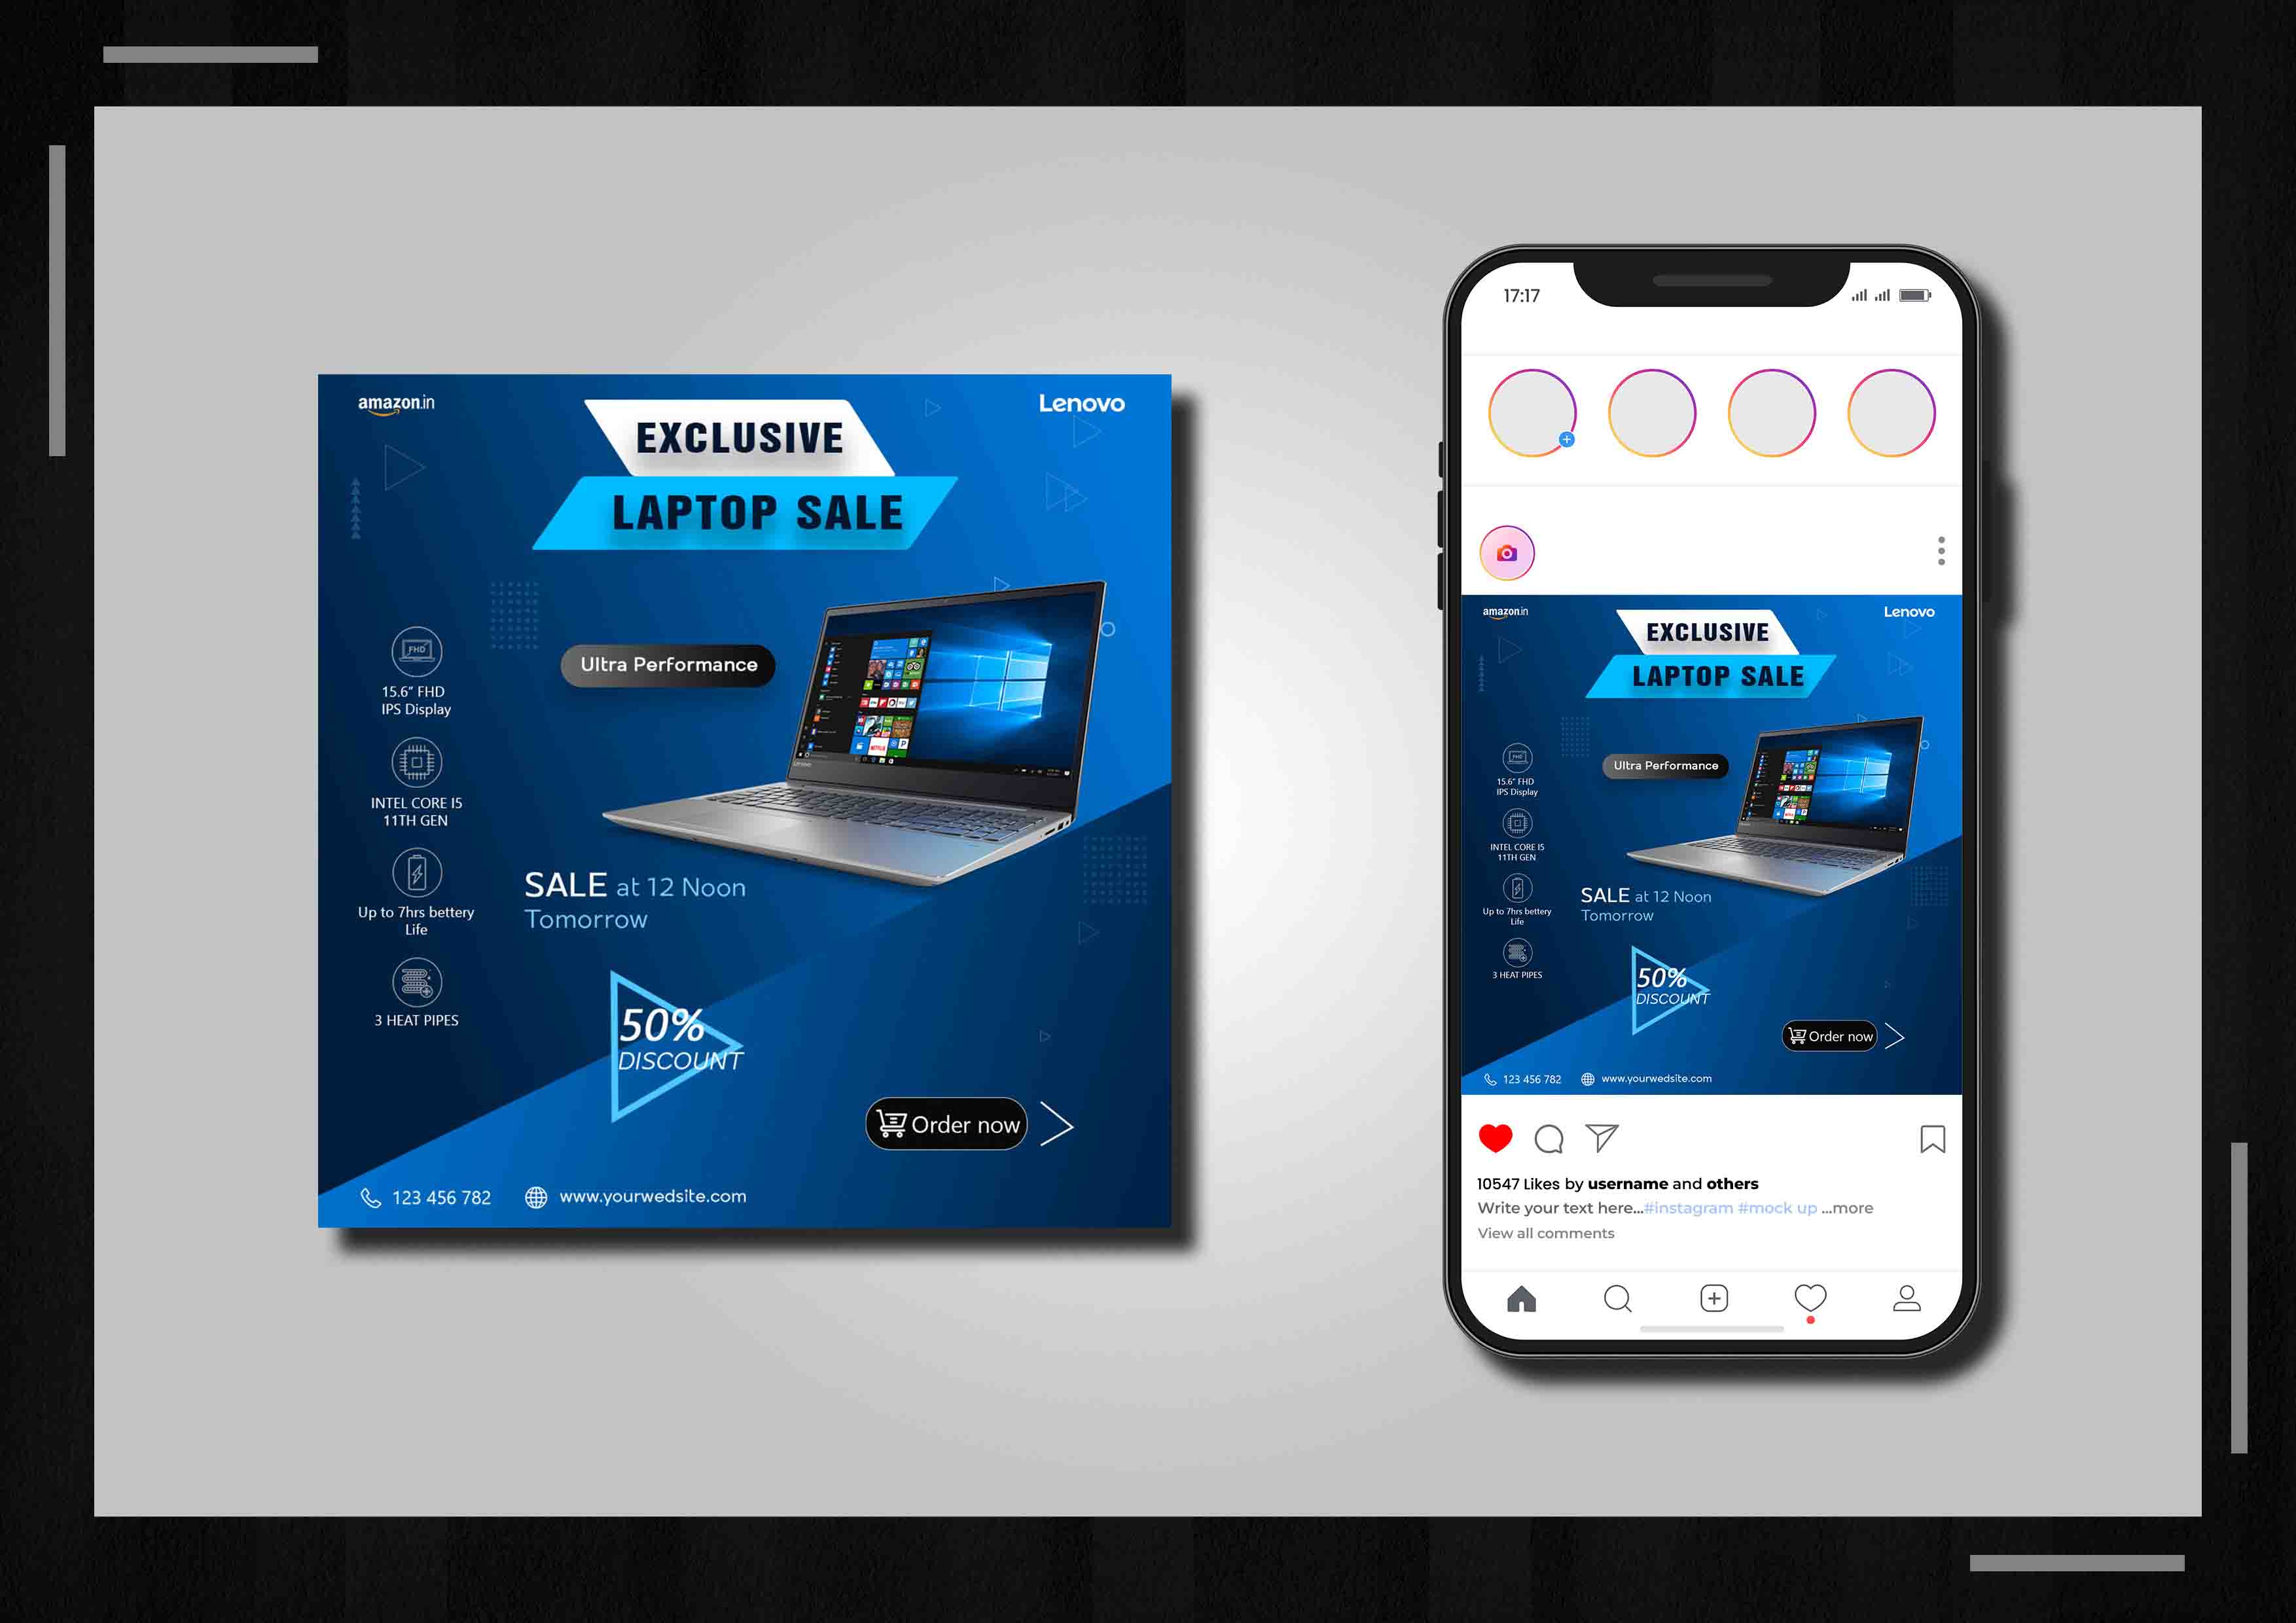 amazon.in
Lenovo
EXCLUSIVE
LAPTOP SALE
FHD
15.6" FHD
IPS Display
Ultra Performance
INTEL CORE I5
11TH GEN
Up to 7hrs bettery
Life
3 HEAT PIPES
Lenovo
NETFLIX
SALE at 12 Noon
Tomorrow
50%
DISCOUNT
Order now
123 456 782
www.yourwedsite.com
17:17
amazon.in
Lenovo
EXCLUSIVE
LAPTOP SALE
FHD
15.6" FHD
IPS Display
Ultra Performance
INTEL CORE I5
11TH GEN
Up to 7hrs bettery
Life
3 HEAT PIPES
SALE at 12 Noon
Tomorrow
50%
DISCOUNT
Order now
123 456 782
www.yourwedsite.com
10547 Likes by username and others
Write your text here...#instagram #mock up ...more
View all comments